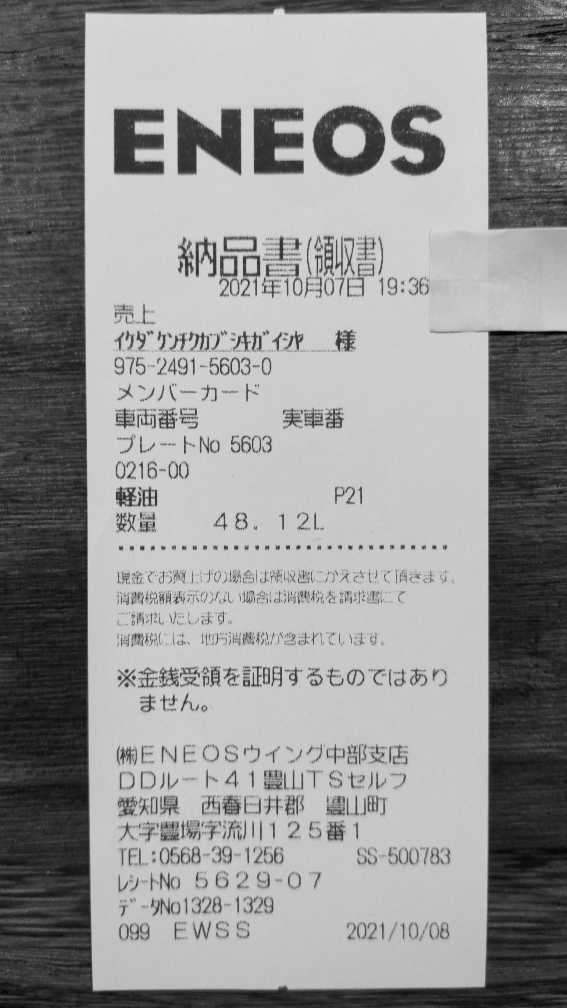 ENEOS
納品書(領収書)
2021年10月07日 19:36
売上
ｲｹﾀﾞｹﾝﾁｸｶﾌﾞｼｷｶﾞｲｼﾔ 様
975-2491-5603-0
メンバーカード
車両番号 実車番
プレートNo 5603
0216-00
軽油 P21
数量 48.12L
現金でお買上げの場合は領収書にかえさせて頂きます。
消費税額表示のない場合は消費税を請求書にて
ご請求いたします。
消費税には、地方消費税が含まれています。
※金銭受領を証明するものではあり
ません。
㈱ENEOSウイング中部支店
DDルート41豊山TSセルフ
愛知県 西春日井郡 豊山町
大字豊場字流川125番1
TEL:0568-39-1256 SS-500783
ﾚｼｰﾄNo 5629-07
ﾃﾞｰﾀNo1328-1329
099 EWSS 2021/10/08